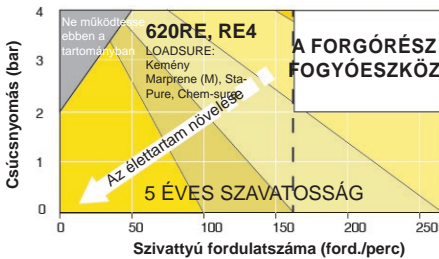 Ne működtesse
ebben a
tartományban
620RE, RE4
LOADSURE:
Kemény
Marprene (M), Sta-
Pure, Chem-sure
A FORGÓRÉSZ
FOGYÓESZKÖZ
Az élettartam növelése
5 ÉVES SZAVATOSSÁG
Csúcsnyomás (bar)
4
3
2
1
0
0 50 100 150 200 250
Szivattyú fordulatszáma (ford./perc)